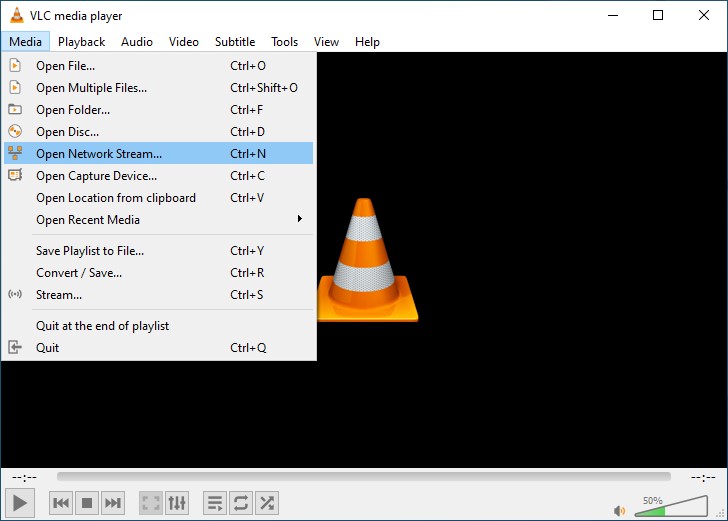 VLC media player
Media Playback Audio Video Subtitle Tools View Help
Open File... Ctrl+O
Open Multiple Files... Ctrl+Shift+O
Open Folder... Ctrl+F
Open Disc... Ctrl+D
Open Network Stream... Ctrl+N
Open Capture Device... Ctrl+C
Open Location from clipboard Ctrl+V
Open Recent Media
Save Playlist to File... Ctrl+Y
Convert / Save... Ctrl+R
Stream... Ctrl+S
Quit at the end of playlist
Quit Ctrl+Q
--:-- --:--
50%